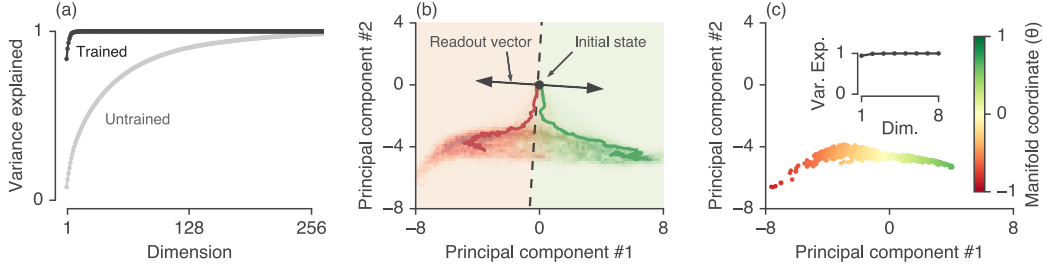 (a)
Variance explained
1
0
Trained
Untrained
1
128
256
Dimension
(b)
Principal component #2
4
0
−4
−8
Readout vector
Initial state
−8
0
8
Principal component #1
(c)
Principal component #2
4
0
−4
−8
Var. Exp.
1
0
1
8
Dim.
−8
0
8
Principal component #1
1
0
−1
Manifold coordinate (θ)